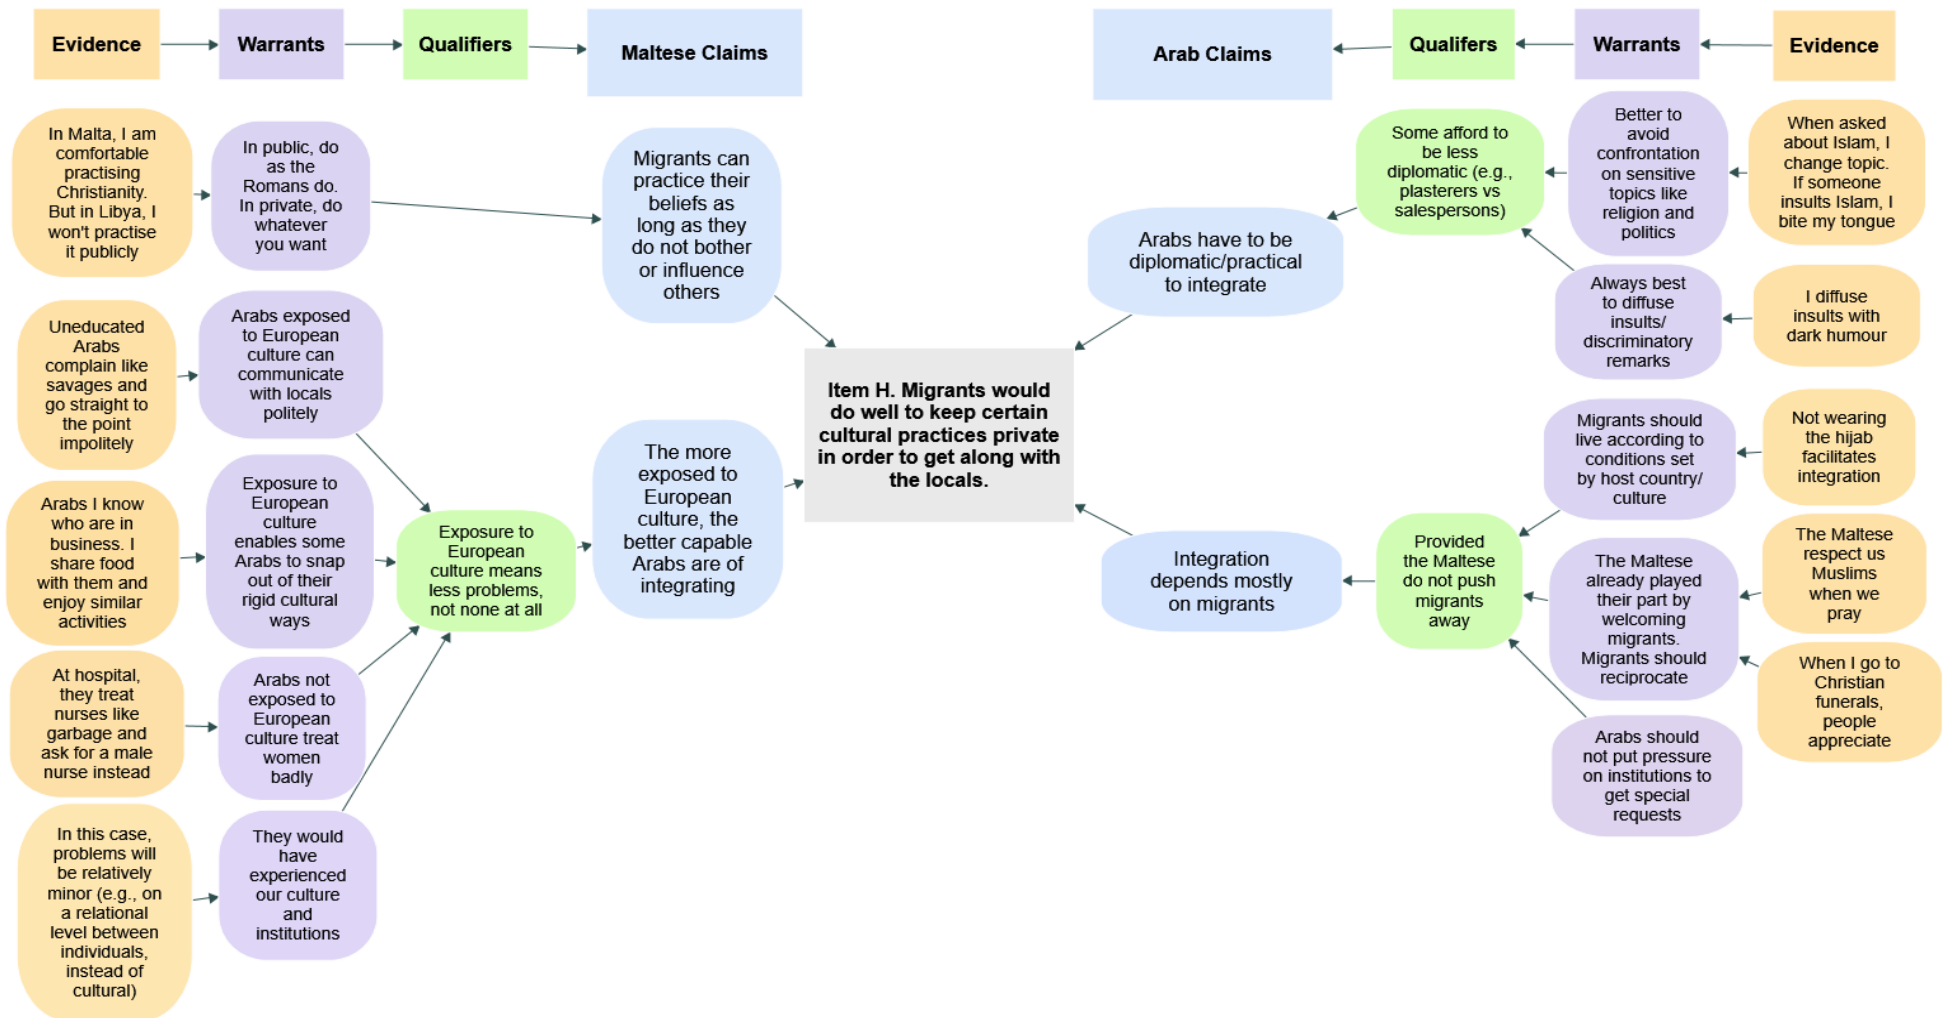 Evidence
Warrants
Qualifiers
Maltese Claims
Arab Claims
Qualifers
Warrants
Evidence
In Malta, I am
comfortable
practising
Christianity.
But in Libya, I
won't practise
it publicly
In public, do
as the
Romans do.
In private, do
whatever
you want
Migrants can
practice their
beliefs as
long as they
do not bother
or influence
others
Uneducated
Arabs
complain like
savages and
go straight to
the point
impolitely
Arabs exposed
to European
culture can
communicate
with locals
politely
Arabs I know
who are in
business. I
share food
with them and
enjoy similar
activities
Exposure to
European
culture
enables some
Arabs to snap
out of their
rigid cultural
ways
At hospital,
they treat
nurses like
garbage and
ask for a male
nurse instead
Arabs not
exposed to
European
culture treat
women
badly
In this case,
problems will
be relatively
minor (e.g., on
a relational
level between
individuals,
instead of
cultural)
They would
have
experienced
our culture
and
institutions
Exposure to
European
culture means
less problems,
not none at all
The more
exposed to
European
culture, the
better capable
Arabs are of
integrating
Item H. Migrants would
do well to keep certain
cultural practices private
in order to get along with
the locals.
Arabs have to be
diplomatic/practical
to integrate
Some afford to
be less
diplomatic (e.g.,
plasterers vs
salespersons)
Better to
avoid
confrontation
on sensitive
topics like
religion and
politics
When asked
about Islam, I
change topic.
If someone
insults Islam, I
bite my tongue
Always best
to diffuse
insults/
discriminatory
remarks
I diffuse
insults with
dark humour
Integration
depends mostly
on migrants
Provided
the Maltese
do not push
migrants
away
Migrants should
live according to
conditions set
by host country/
culture
Not wearing
the hijab
facilitates
integration
The Maltese
already played
their part by
welcoming
migrants.
Migrants should
reciprocate
The Maltese
respect us
Muslims
when we
pray
When I go to
Christian
funerals,
people
appreciate
Arabs should
not put pressure
on institutions to
get special
requests